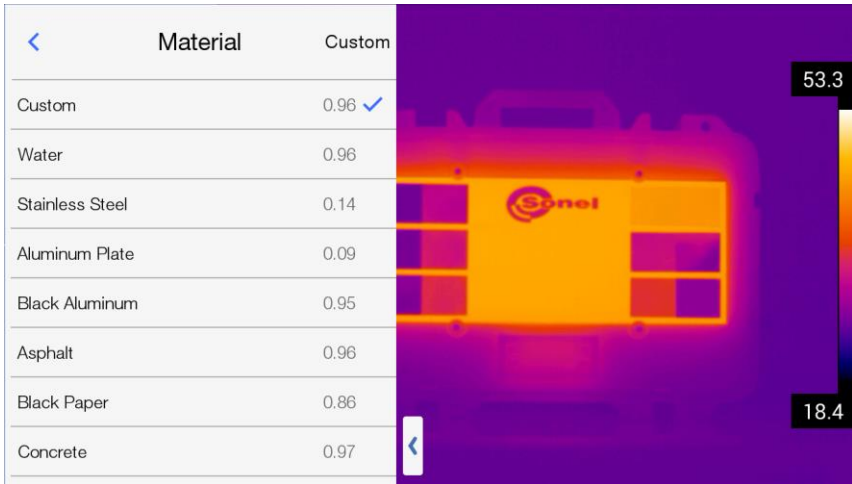 Material Custom
Custom 0.96
Water 0.96
Stainless Steel 0.14
Aluminum Plate 0.09
Black Aluminum 0.95
Asphalt 0.96
Black Paper 0.86
Concrete 0.97
53.3
Sonel
18.4